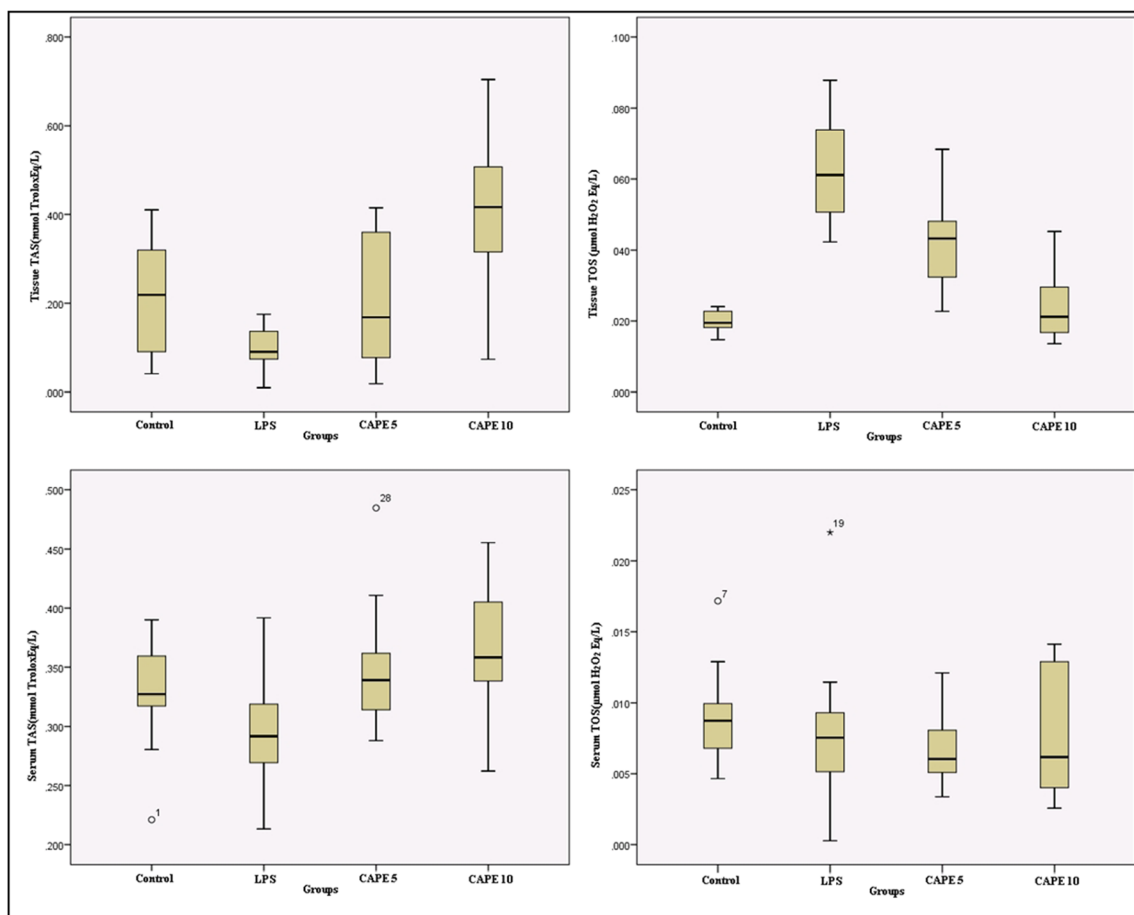 Tissue TAS(mmol TroloxEq/L)
.800
.600
.400
.200
.000
Control
LPS
CAPE 5
CAPE 10
Groups
Tissue TOS (µmol H₂O₂ Eq/L)
.100
.080
.060
.040
.020
.000
Control
LPS
CAPE 5
CAPE 10
Groups
Serum TAS(mmol TroloxEq/L)
.500
.450
.400
.350
.300
.250
.200
28
1
Control
LPS
CAPE 5
CAPE 10
Groups
Serum TOS(µmol H₂O₂ Eq/L)
.025
.020
.015
.010
.005
.000
19
7
Control
LPS
CAPE 5
CAPE 10
Groups